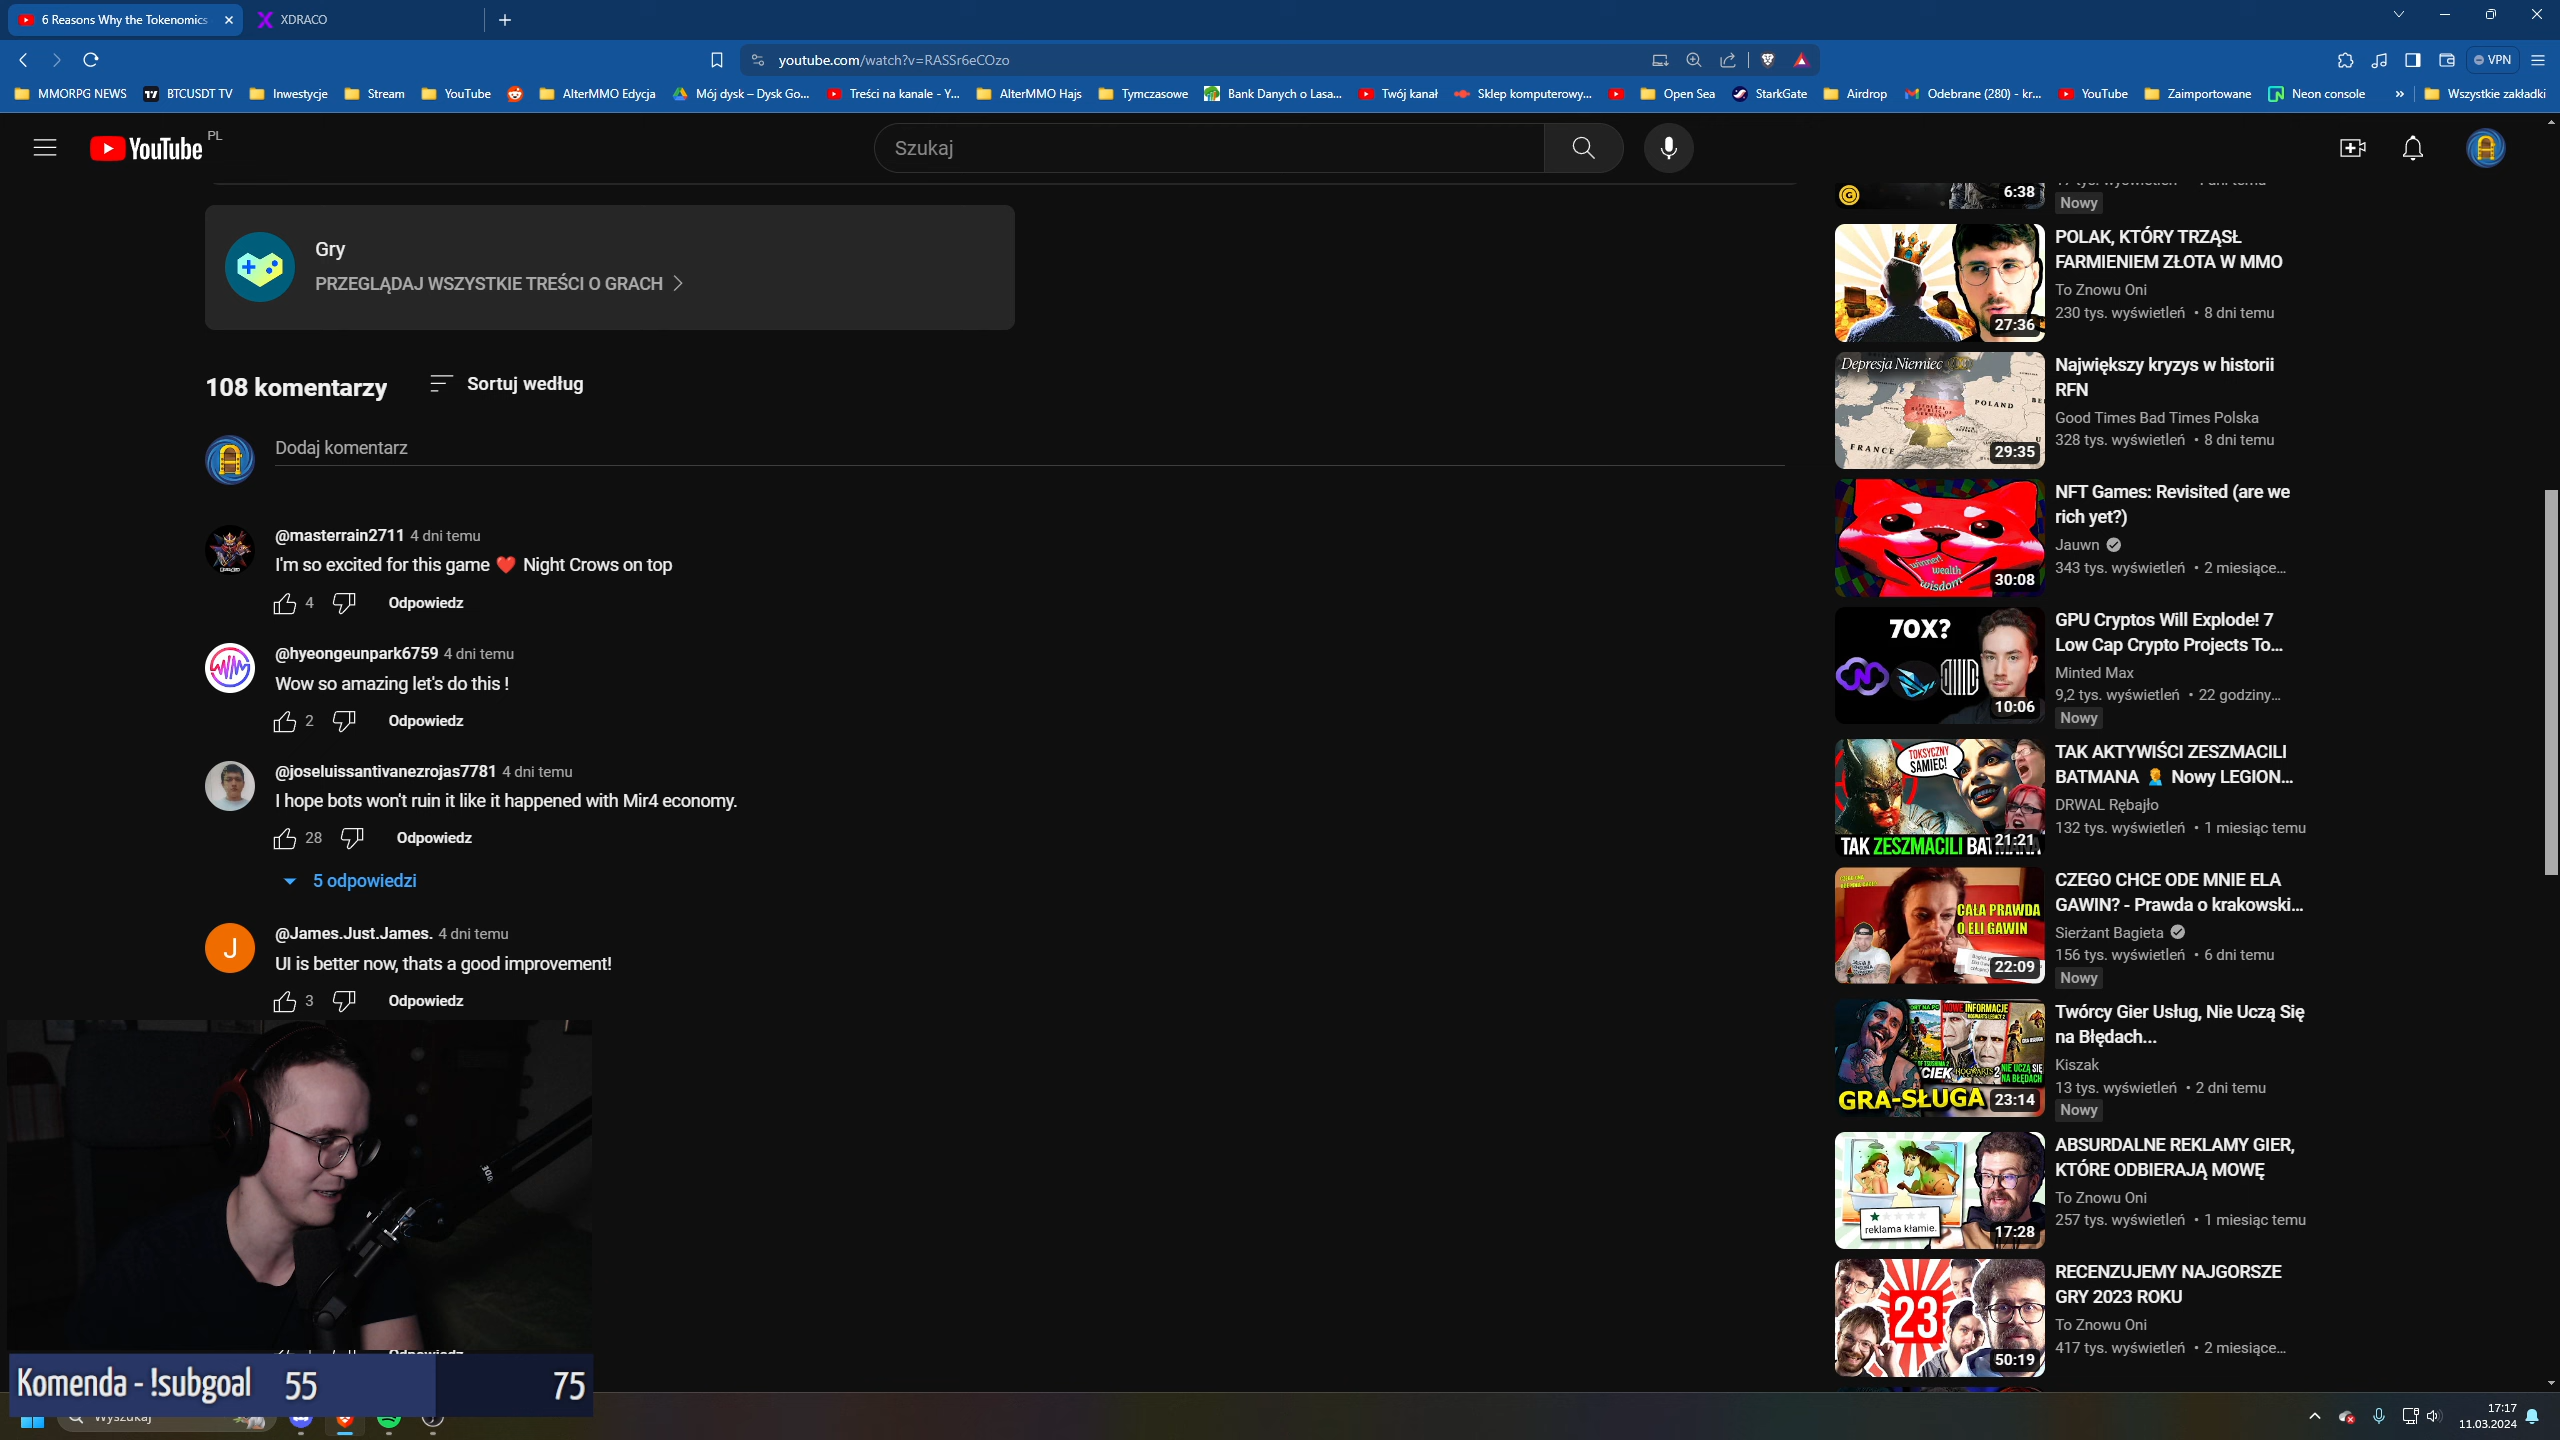 6 Reasons Why the Tokenomics
XDRACO
youtube.com/watch?v=RASSr6eCOzo
VPN
MMORPG NEWS
BTCUSDT TV
Inwestycje
Stream
YouTube
AlterMMO Edycja
Mój dysk – Dysk Go...
Treści na kanale - Y...
AlterMMO Hajs
Tymczasowe
Bank Danych o Lasa...
Twój kanał
Sklep komputerowy...
Open Sea
StarkGate
Airdrop
Odebrane (280) - kr...
YouTube
Zaimportowane
Neon console
»
Wszystkie zakładki
YouTube PL
Szukaj
Gry
PRZEGLĄDAJ WSZYSTKIE TREŚCI O GRACH
108 komentarzy
Sortuj według
Dodaj komentarz
@masterrain2711 4 dni temu
I'm so excited for this game ❤️ Night Crows on top
4 Odpowiedz
@hyeongeunpark6759 4 dni temu
Wow so amazing let's do this !
2 Odpowiedz
@joseluissantivanezrojas7781 4 dni temu
I hope bots won't ruin it like it happened with Mir4 economy.
28 Odpowiedz
5 odpowiedzi
J
@James.Just.James. 4 dni temu
UI is better now, thats a good improvement!
3 Odpowiedz
Komenda - !subgoal 55 75
6:38
Nowy
27:36
POLAK, KTÓRY TRZĄSŁ
FARMIENIEM ZŁOTA W MMO
To Znowu Oni
230 tys. wyświetleń • 8 dni temu
Depresja Niemiec
POLAND
FRANCE
29:35
Największy kryzys w historii
RFN
Good Times Bad Times Polska
328 tys. wyświetleń • 8 dni temu
winner!
wealth
wisdom
30:08
NFT Games: Revisited (are we
rich yet?)
Jauwn
343 tys. wyświetleń • 2 miesiące...
70X?
10:06
GPU Cryptos Will Explode! 7
Low Cap Crypto Projects To...
Minted Max
9,2 tys. wyświetleń • 22 godziny...
Nowy
TOKSYCZNY
SAMIEC!
TAK ZESZMACILI BATMANA
21:21
TAK AKTYWIŚCI ZESZMACILI
BATMANA 🤦 Nowy LEGION...
DRWAL Rębajło
132 tys. wyświetleń • 1 miesiąc temu
CAŁA PRAWDA
O ELI GAWIN
22:09
CZEGO CHCE ODE MNIE ELA
GAWIN? - Prawda o krakowski...
Sierżant Bagieta
156 tys. wyświetleń • 6 dni temu
Nowy
NOWE INFORMACJE
HOGWARTS 2
NIE UCZĄ SIĘ
NA BŁĘDACH
GRA-SŁUGA
23:14
Twórcy Gier Usług, Nie Uczą Się
na Błędach...
Kiszak
13 tys. wyświetleń • 2 dni temu
Nowy
reklama kłamie.
17:28
ABSURDALNE REKLAMY GIER,
KTÓRE ODBIERAJĄ MOWĘ
To Znowu Oni
257 tys. wyświetleń • 1 miesiąc temu
23
50:19
RECENZUJEMY NAJGORSZE
GRY 2023 ROKU
To Znowu Oni
417 tys. wyświetleń • 2 miesiące...
17:17
11.03.2024